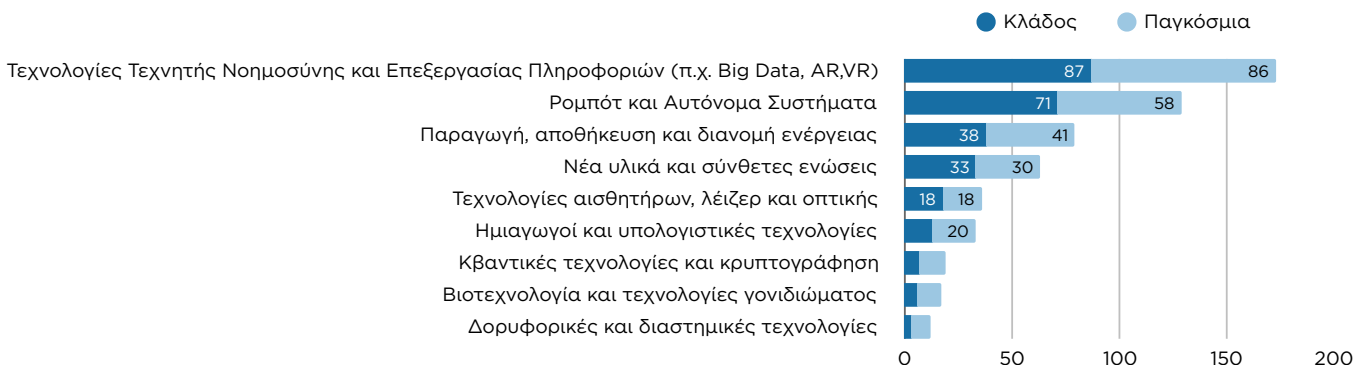 Κλάδος Παγκόσμια
Τεχνολογίες Τεχνητής Νοημοσύνης και Επεξεργασίας Πληροφοριών (π.χ. Big Data, AR,VR) 87 86
Ρομπότ και Αυτόνομα Συστήματα 71 58
Παραγωγή, αποθήκευση και διανομή ενέργειας 38 41
Νέα υλικά και σύνθετες ενώσεις 33 30
Τεχνολογίες αισθητήρων, λέιζερ και οπτικής 18 18
Ημιαγωγοί και υπολογιστικές τεχνολογίες 20
Κβαντικές τεχνολογίες και κρυπτογράφηση
Βιοτεχνολογία και τεχνολογίες γονιδιώματος
Δορυφορικές και διαστημικές τεχνολογίες
0 50 100 150 200